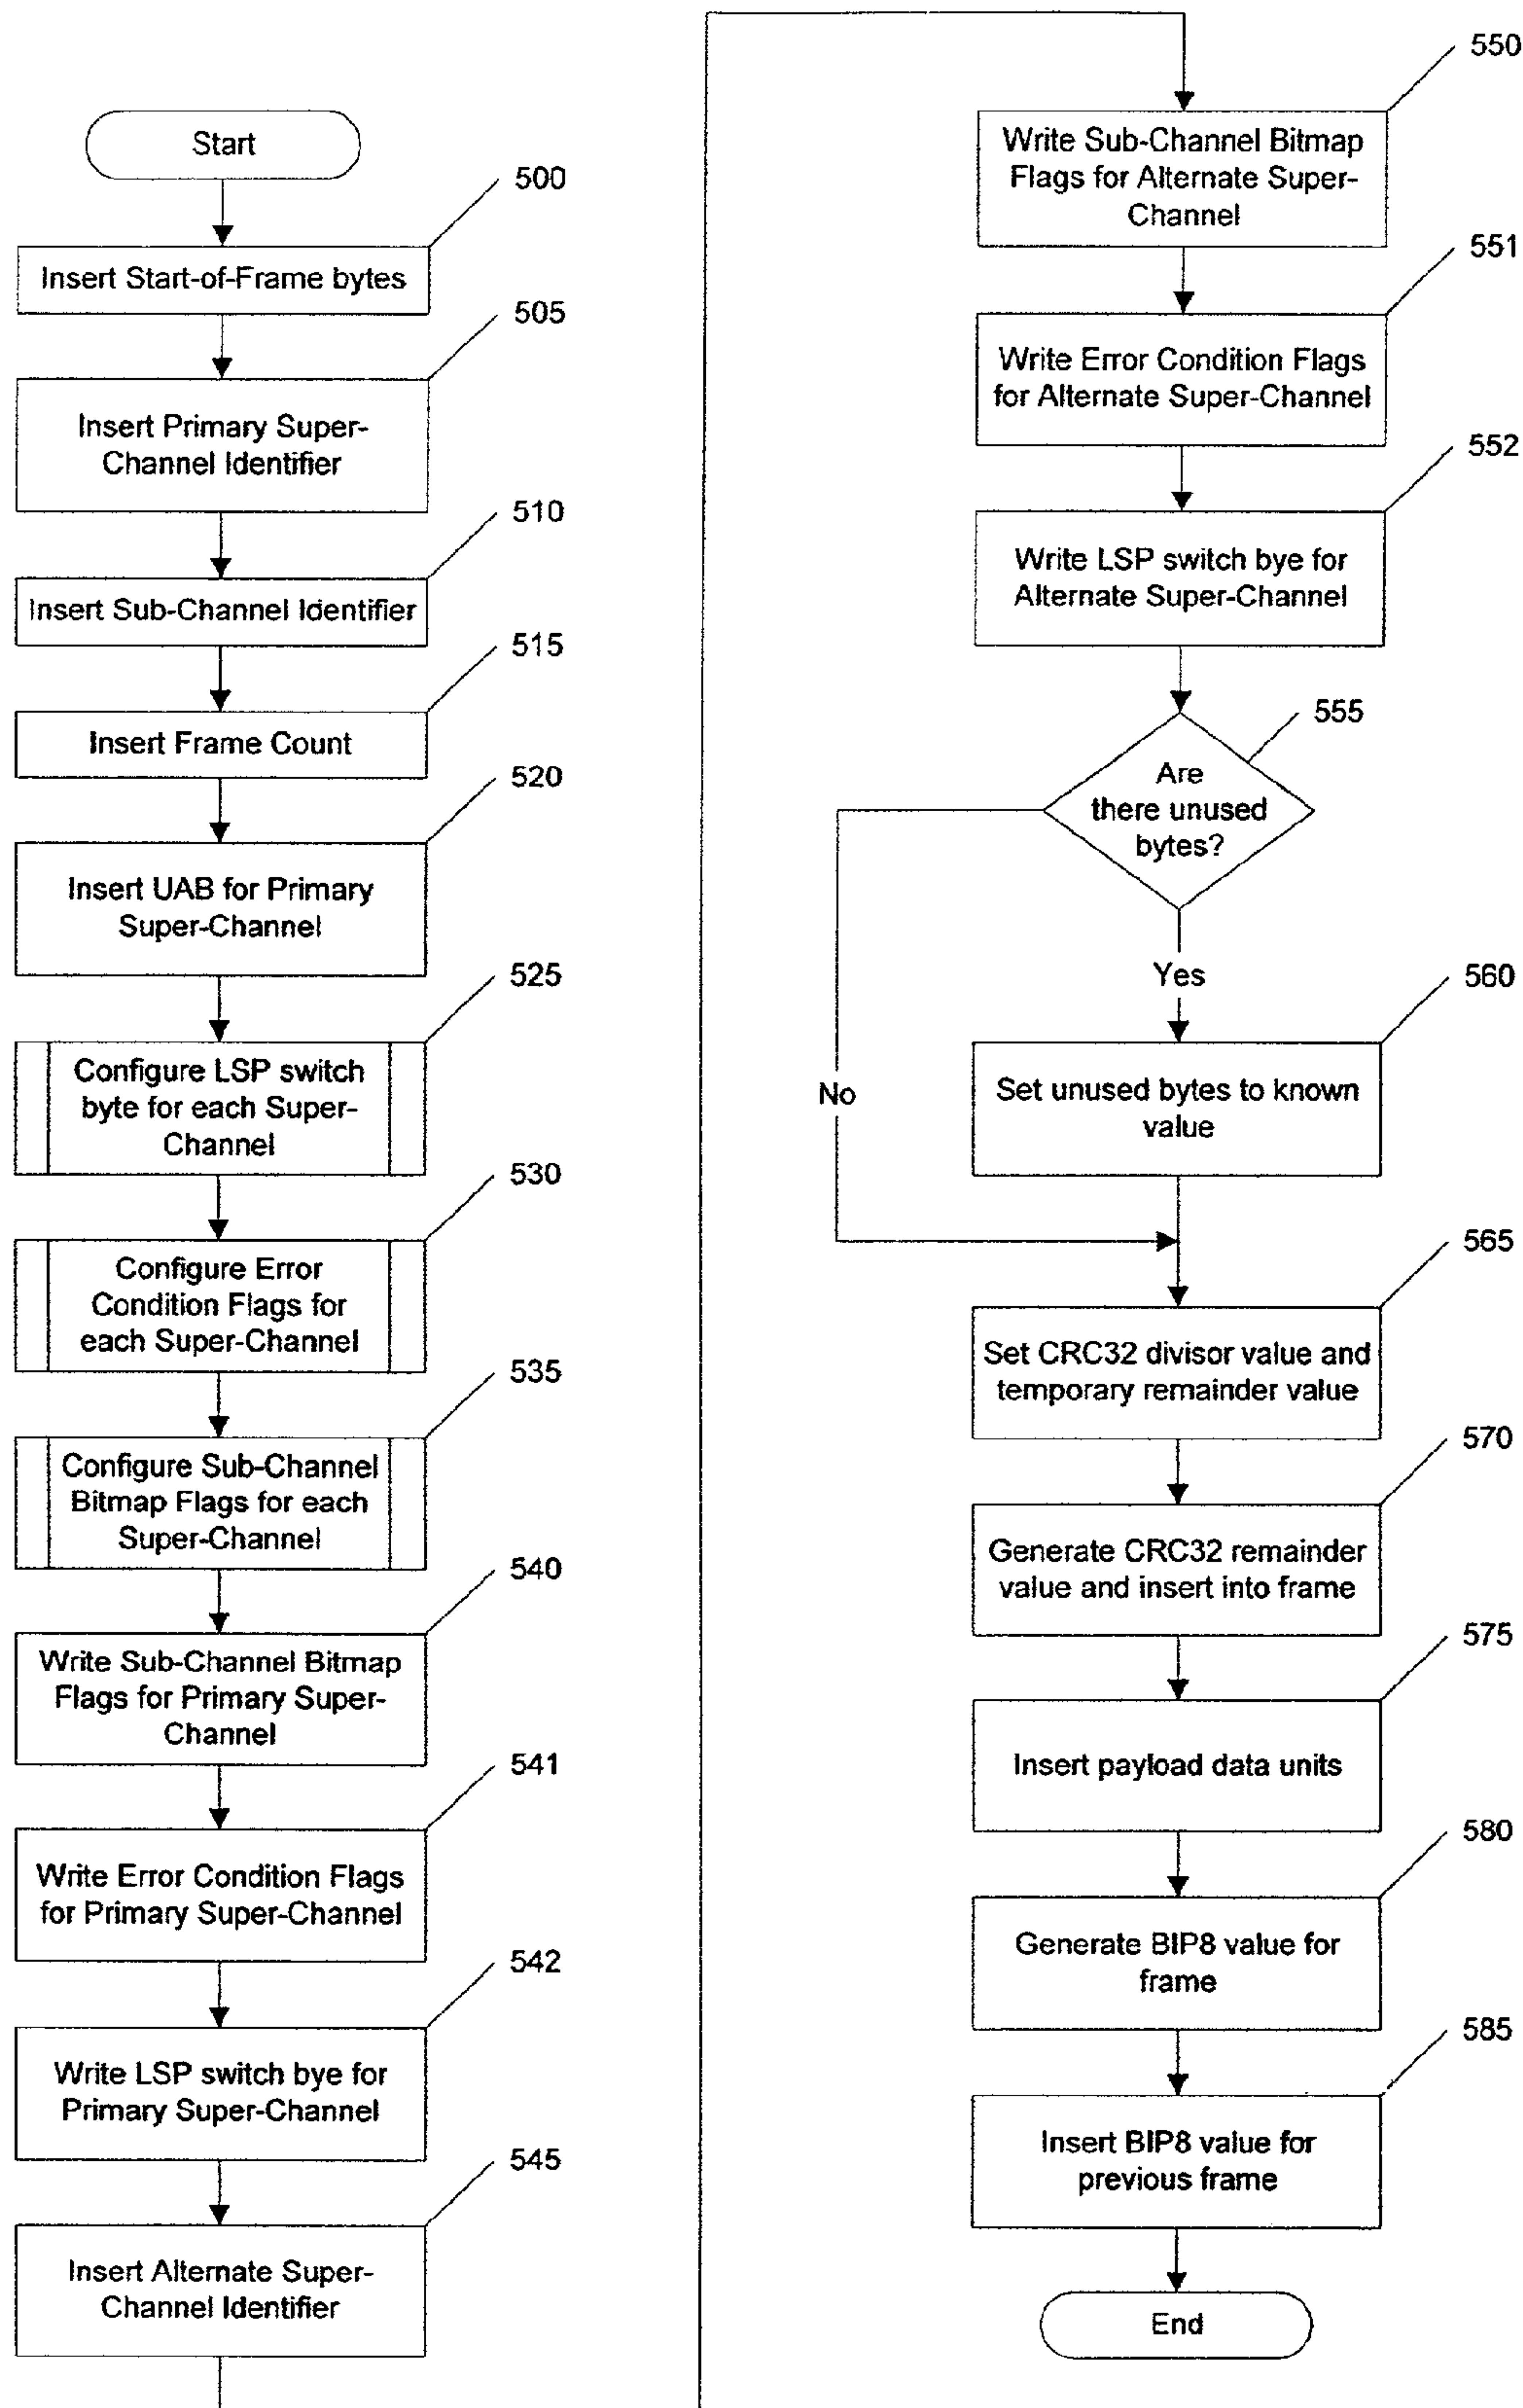 Start
500
Insert Start-of-Frame bytes
505
Insert Primary Super-
Channel Identifier
510
Insert Sub-Channel Identifier
515
Insert Frame Count
520
Insert UAB for Primary
Super-Channel
525
Configure LSP switch
byte for each Super-
Channel
530
Configure Error
Condition Flags for
each Super-Channel
535
Configure Sub-Channel
Bitmap Flags for each
Super-Channel
540
Write Sub-Channel Bitmap
Flags for Primary Super-
Channel
541
Write Error Condition Flags
for Primary Super-Channel
542
Write LSP switch bye for
Primary Super-Channel
545
Insert Alternate Super-
Channel Identifier
550
Write Sub-Channel Bitmap
Flags for Alternate Super-
Channel
551
Write Error Condition Flags
for Alternate Super-Channel
552
Write LSP switch bye for
Alternate Super-Channel
555
Are
there unused
bytes?
Yes
No
560
Set unused bytes to known
value
565
Set CRC32 divisor value and
temporary remainder value
570
Generate CRC32 remainder
value and insert into frame
575
Insert payload data units
580
Generate BIP8 value for
frame
585
Insert BIP8 value for
previous frame
End